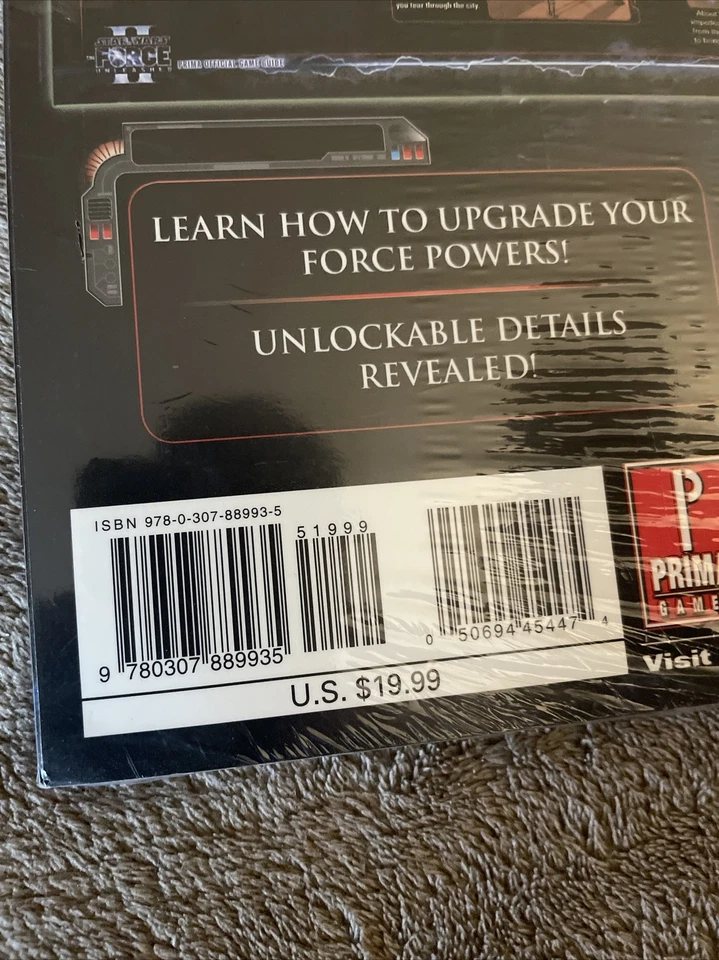 you tear through the city
STAR WARS
FORCE
UNLEASHED
II
PRIMA OFFICIAL GAME GUIDE
LEARN HOW TO UPGRADE YOUR
FORCE POWERS!
UNLOCKABLE DETAILS
REVEALED!
ISBN 978-0-307-88993-5
51999
9 780307 889935
0 50694 45447 4
U.S. $19.99
P
PRIMA
GAME
Visit